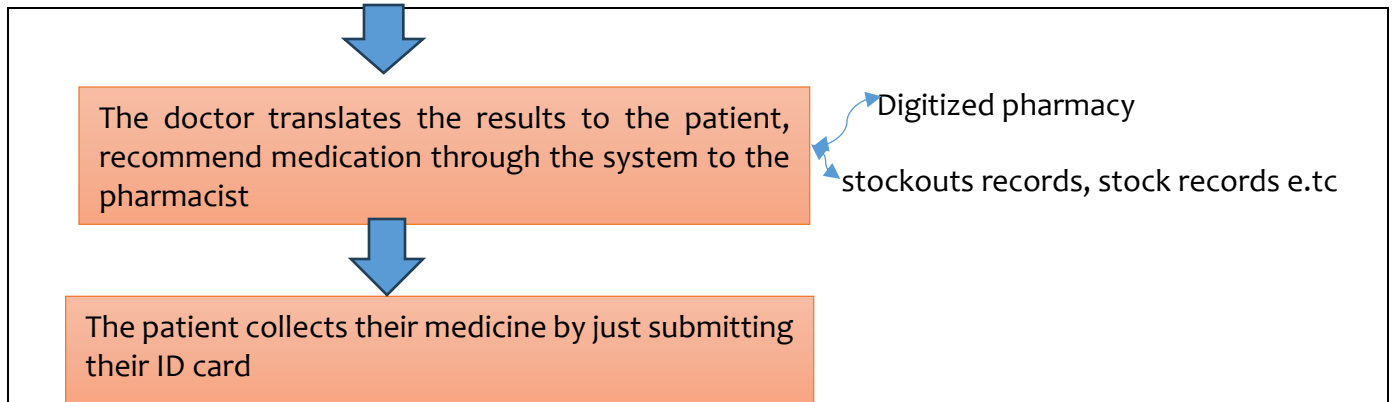 The doctor translates the results to the patient,
recommend medication through the system to the
pharmacist
Digitized pharmacy
stockouts records, stock records e.tc
The patient collects their medicine by just submitting
their ID card